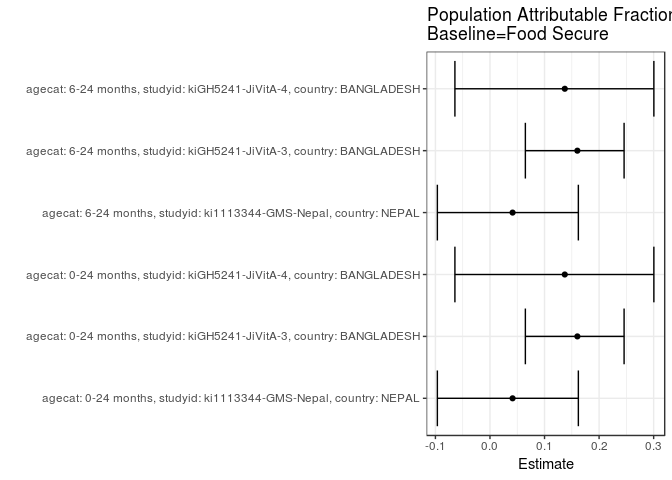 Population Attributable Fraction
Baseline=Food Secure
agecat: 6-24 months, studyid: kiGH5241-JiVitA-4, country: BANGLADESH
agecat: 6-24 months, studyid: kiGH5241-JiVitA-3, country: BANGLADESH
agecat: 6-24 months, studyid: ki1113344-GMS-Nepal, country: NEPAL
agecat: 0-24 months, studyid: kiGH5241-JiVitA-4, country: BANGLADESH
agecat: 0-24 months, studyid: kiGH5241-JiVitA-3, country: BANGLADESH
agecat: 0-24 months, studyid: ki1113344-GMS-Nepal, country: NEPAL
-0.1 0.0 0.1 0.2 0.3
Estimate